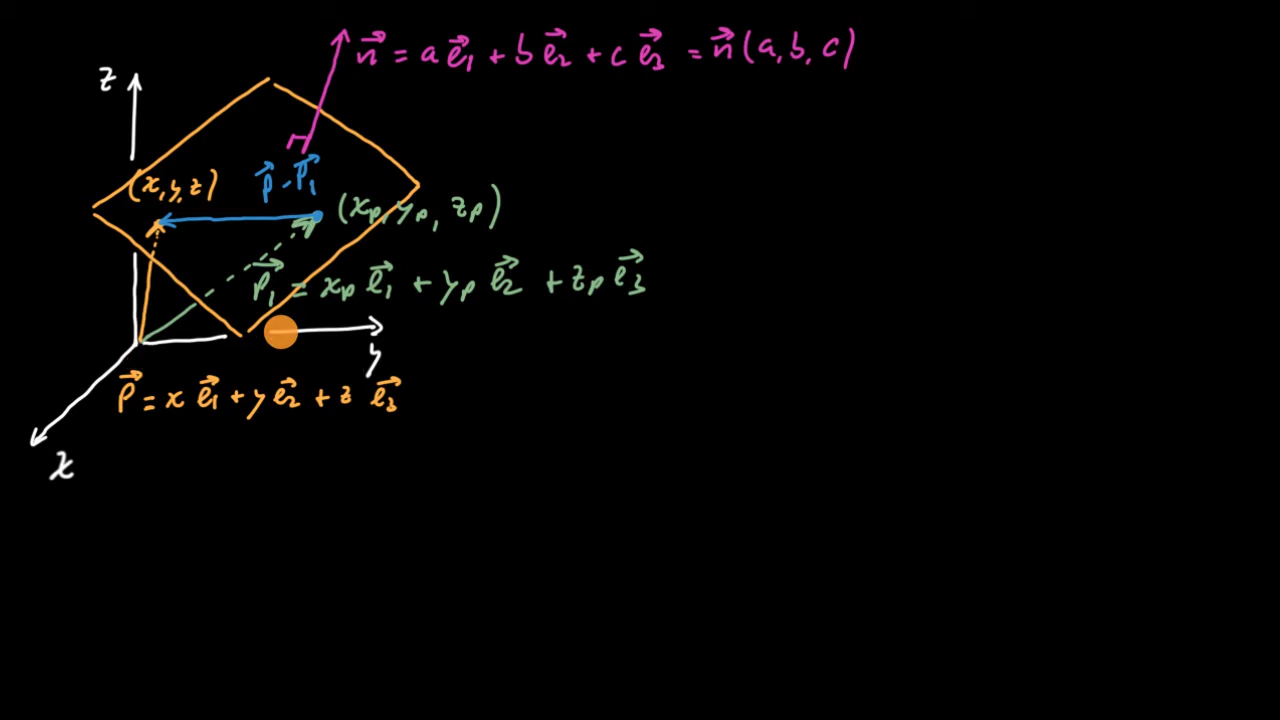 n⃗ = a e⃗₁ + b e⃗₂ + c e⃗₃ = n⃗ (a, b, c)
z
(x, y, z)
p⃗ - p⃗₁
(xₚ, yₚ, zₚ)
p⃗₁ = xₚ e⃗₁ + yₚ e⃗₂ + zₚ e⃗₃
y
p⃗ = x e⃗₁ + y e⃗₂ + z e⃗₃
x